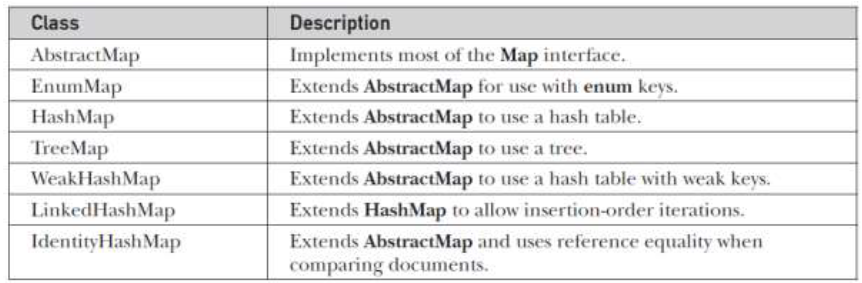 Class Description
AbstractMap Implements most of the Map interface.
EnumMap Extends AbstractMap for use with enum keys.
HashMap Extends AbstractMap to use a hash table.
TreeMap Extends AbstractMap to use a tree.
WeakHashMap Extends AbstractMap to use a hash table with weak keys.
LinkedHashMap Extends HashMap to allow insertion-order iterations.
IdentityHashMap Extends AbstractMap and uses reference equality when
comparing documents.